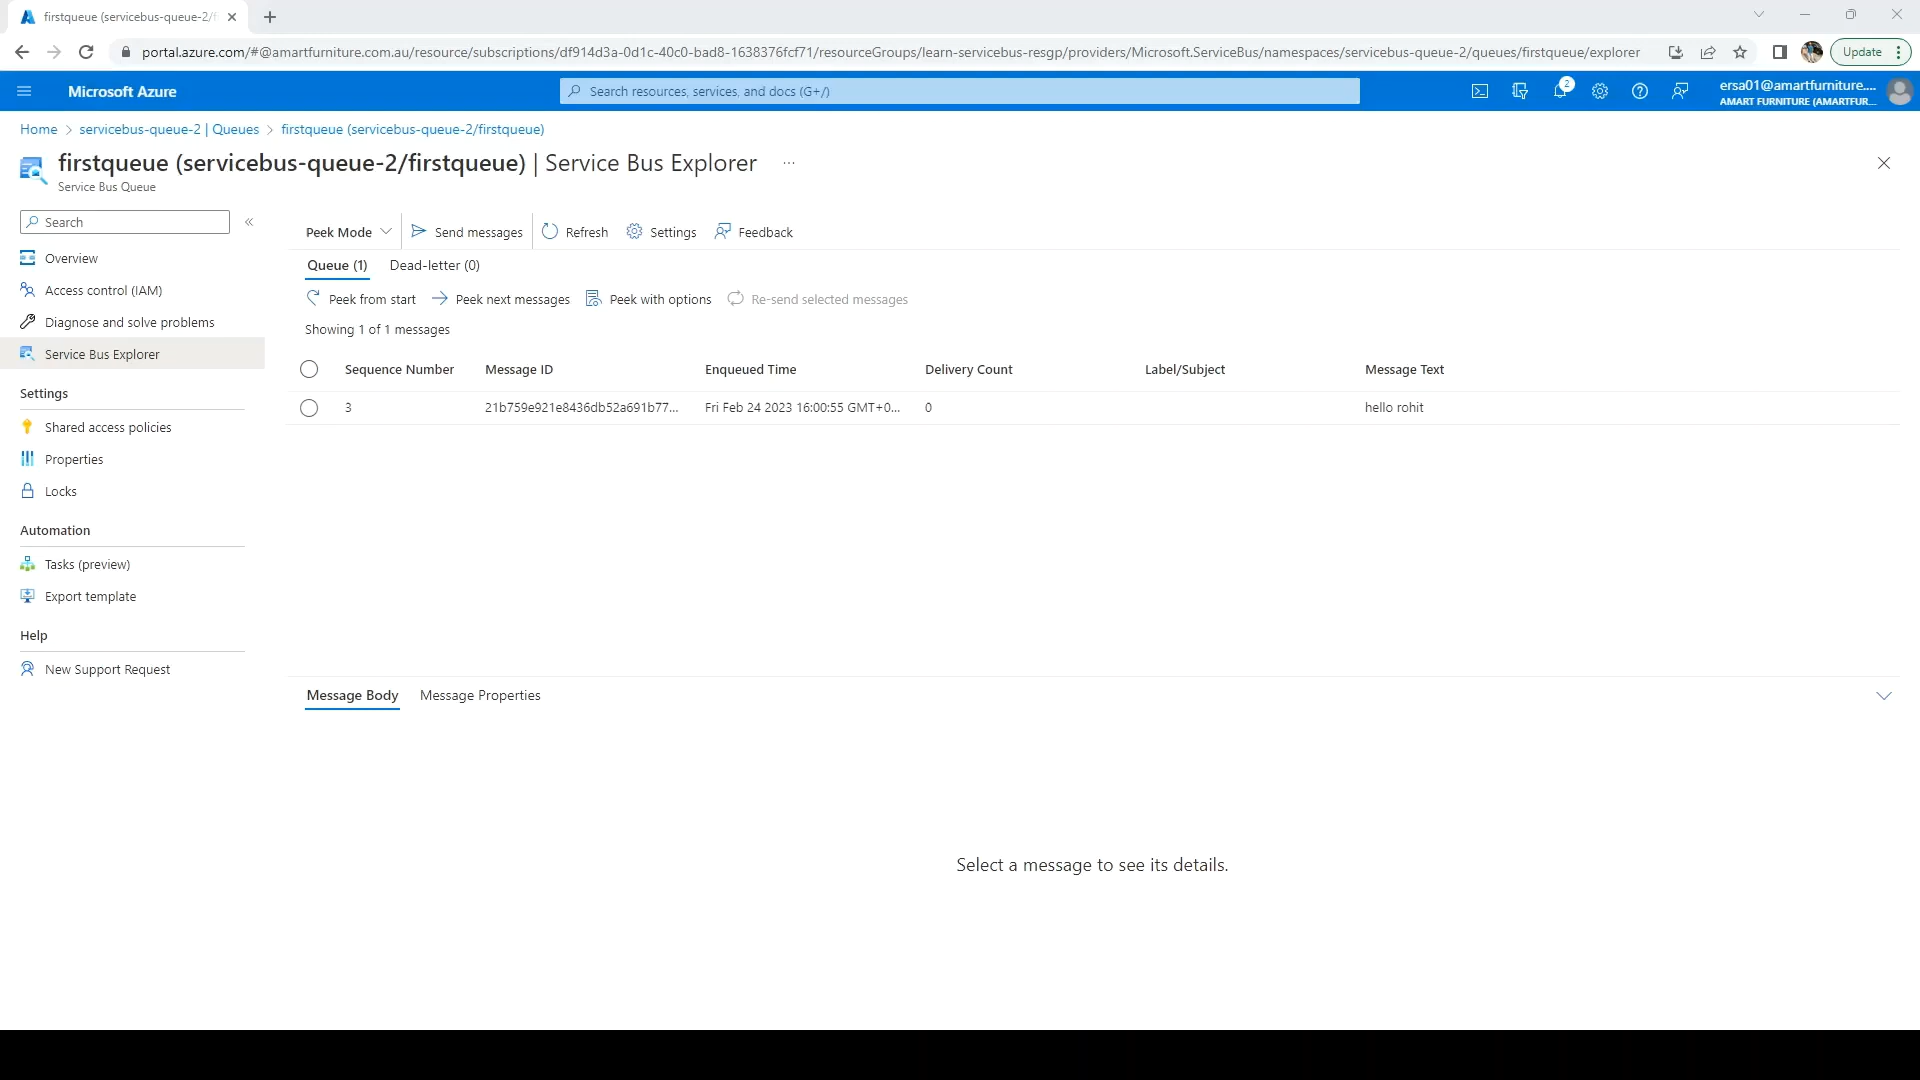 firstqueue (servicebus-queue-2/fi
portal.azure.com/#@amartfurniture.com.au/resource/subscriptions/df914d3a-0d1c-40c0-bad8-1638376fcf71/resourceGroups/learn-servicebus-resgp/providers/Microsoft.ServiceBus/namespaces/servicebus-queue-2/queues/firstqueue/explorer
Update
Microsoft Azure
Search resources, services, and docs (G+/)
2
ersa01@amartfurniture....
AMART FURNITURE (AMARTFUR...
Home > servicebus-queue-2 | Queues > firstqueue (servicebus-queue-2/firstqueue)
firstqueue (servicebus-queue-2/firstqueue) | Service Bus Explorer ...
Service Bus Queue
Search
Overview
Access control (IAM)
Diagnose and solve problems
Service Bus Explorer
Settings
Shared access policies
Properties
Locks
Automation
Tasks (preview)
Export template
Help
New Support Request
Peek Mode Send messages Refresh Settings Feedback
Queue (1) Dead-letter (0)
Peek from start Peek next messages Peek with options Re-send selected messages
Showing 1 of 1 messages
Sequence Number Message ID Enqueued Time Delivery Count Label/Subject Message Text
3 21b759e921e8436db52a691b77... Fri Feb 24 2023 16:00:55 GMT+0... 0 hello rohit
Message Body Message Properties
Select a message to see its details.